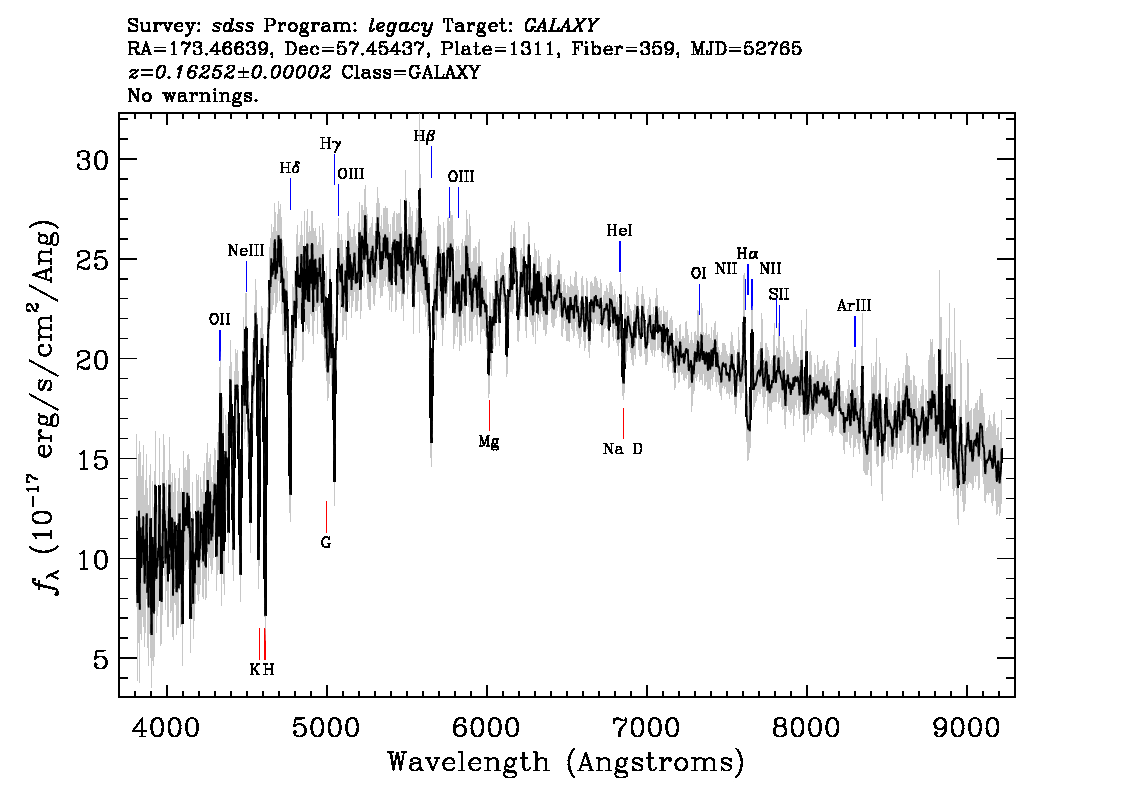 Survey: sdss Program: legacy Target: GALAXY
RA=173.46639, Dec=57.45437, Plate=1311, Fiber=359, MJD=52765
z=0.16252±0.00002 Class=GALAXY
No warnings.
Hβ
Hγ
Hδ OIII OIII
HeI
NeIII Hα
OI NII NII
SII
OII ArIII
Mg Na D
G
K H
30
25
20
15
10
5
4000 5000 6000 7000 8000 9000
Wavelength (Angstroms)
f_λ (10^−17 erg/s/cm^2/Ang)